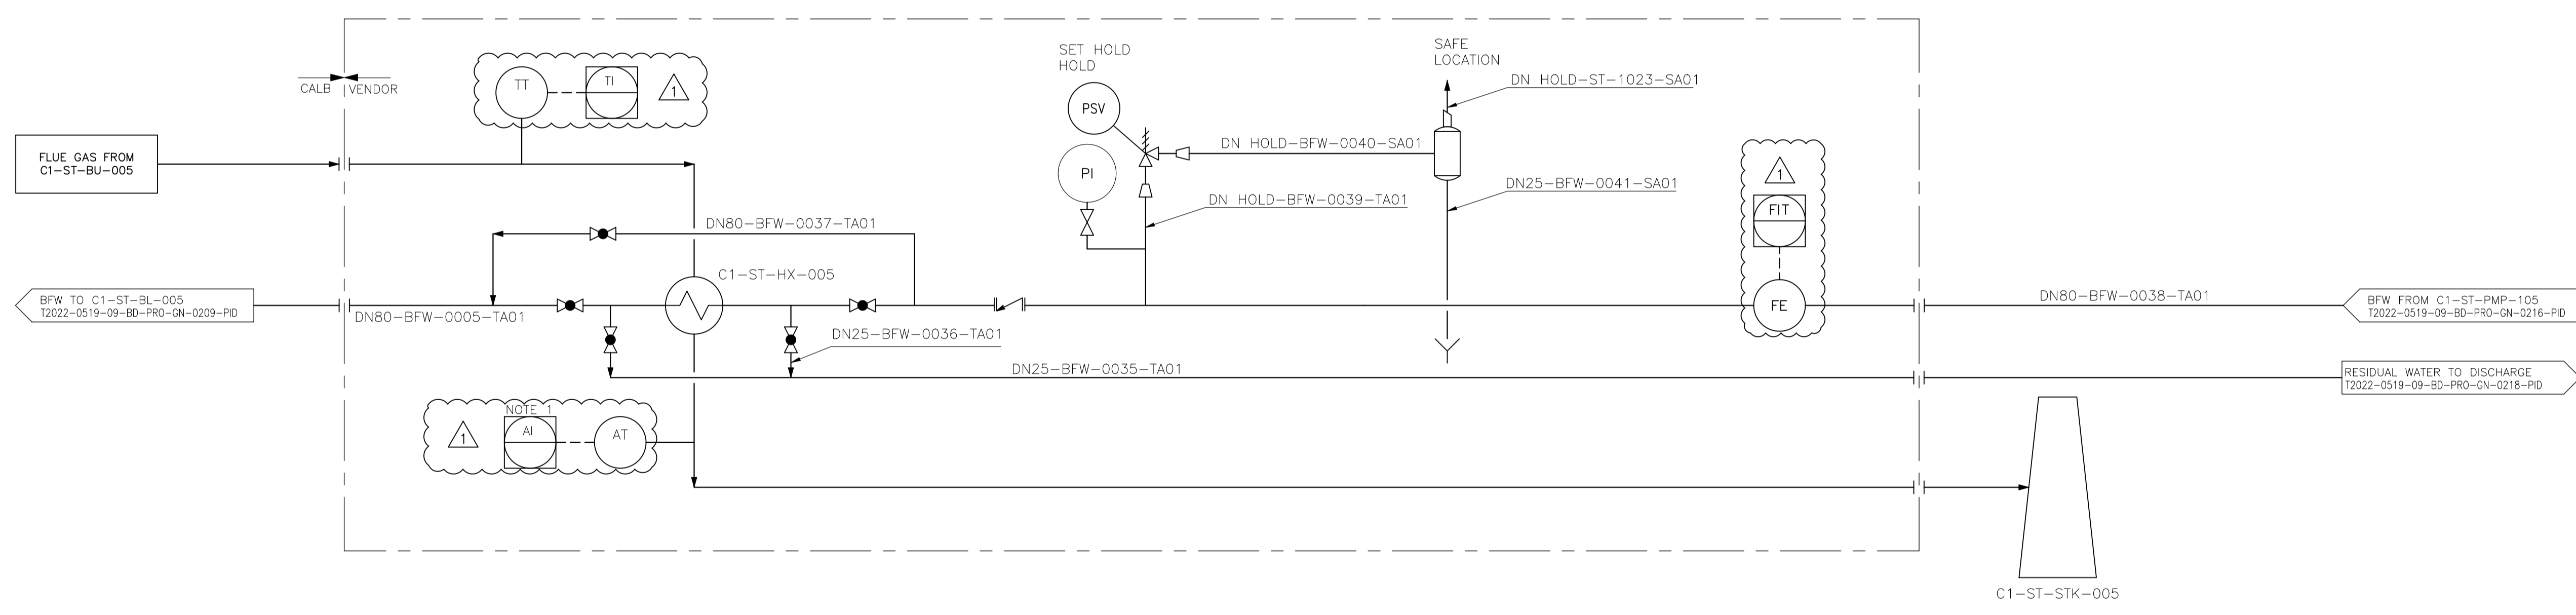 SET HOLD
HOLD
SAFE
LOCATION
CALB
VENDOR
TT
TI
1
DN HOLD-ST-1023-SA01
PSV
FLUE GAS FROM
C1-ST-BU-005
PI
DN HOLD-BFW-0040-SA01
1
DN25-BFW-0041-SA01
DN HOLD-BFW-0039-TA01
FIT
DN80-BFW-0037-TA01
C1-ST-HX-005
BFW TO C1-ST-BL-005
T2022-0519-09-BD-PRO-GN-0209-PID
DN80-BFW-0005-TA01
FE
DN80-BFW-0038-TA01
BFW FROM C1-ST-PMP-105
T2022-0519-09-BD-PRO-GN-0216-PID
DN25-BFW-0036-TA01
DN25-BFW-0035-TA01
RESIDUAL WATER TO DISCHARGE
T2022-0519-09-BD-PRO-GN-0218-PID
NOTE 1
1
AI
AT
C1-ST-STK-005